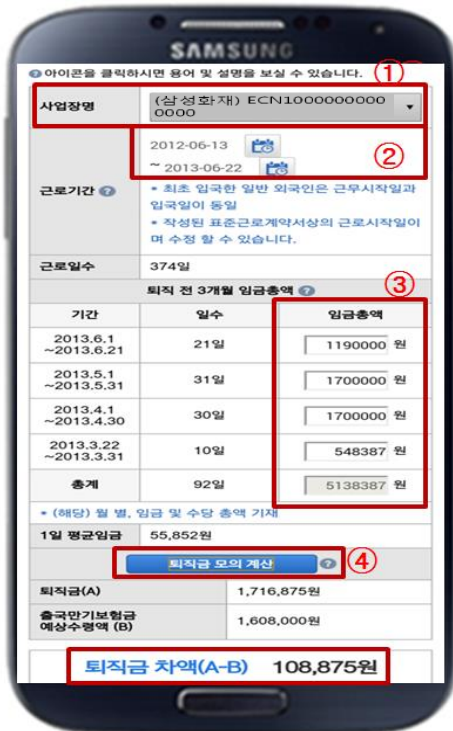 SAMSUNG
? 아이콘을 클릭하시면 용어 및 설명을 보실 수 있습니다.
①
사업장명 (삼성화재) ECN1000000000
0000
②
2012-06-13
~ 2013-06-22
근로기간 ?
• 최초 입국한 일반 외국인은 근무시작일과
입국일이 동일
• 작성된 표준근로계약서상의 근로시작일이
며 수정 할 수 있습니다.
근로일수 374일
③
퇴직 전 3개월 임금총액 ?
기간 일수 임금총액
2013.6.1
~2013.6.21 21일 1190000 원
2013.5.1
~2013.5.31 31일 1700000 원
2013.4.1
~2013.4.30 30일 1700000 원
2013.3.22
~2013.3.31 10일 548387 원
총계 92일 5138387 원
• (해당) 월 별, 임금 및 수당 총액 기재
1일 평균임금 55,852원
퇴직금 모의 계산 ? ④
퇴직금(A) 1,716,875원
출국만기보험금
예상수령액 (B) 1,608,000원
퇴직금 차액(A-B) 108,875원